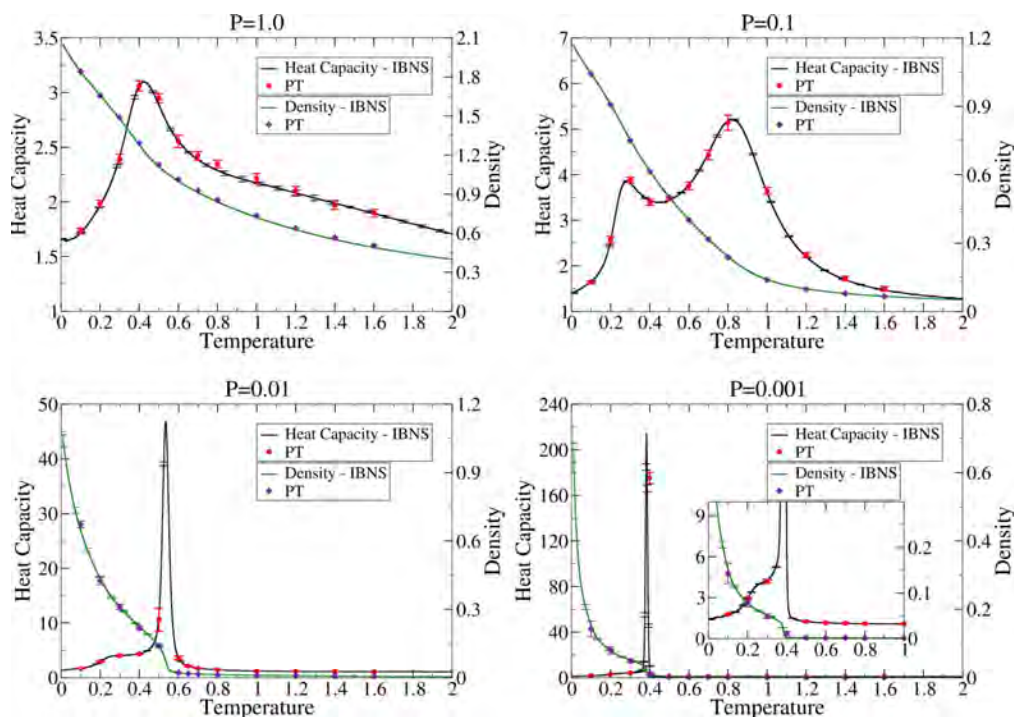 P=1.0
3.5
3
2.5
2
1.5
1
Heat Capacity
Heat Capacity - IBNS
PT
Density - IBNS
PT
2.1
1.8
1.5
1.2
0.9
0.6
0.3
0
Density
0 0.2 0.4 0.6 0.8 1 1.2 1.4 1.6 1.8 2
Temperature
P=0.1
7
6
5
4
3
2
1
Heat Capacity
Heat Capacity - IBNS
PT
Density - IBNS
PT
1.2
0.9
0.6
0.3
0
Density
0 0.2 0.4 0.6 0.8 1 1.2 1.4 1.6 1.8 2
Temperature
P=0.01
50
40
30
20
10
0
Heat Capacity
Heat Capacity - IBNS
PT
Density - IBNS
PT
1.2
0.9
0.6
0.3
0
Density
0 0.2 0.4 0.6 0.8 1 1.2 1.4 1.6 1.8 2
Temperature
P=0.001
240
200
160
120
80
40
0
Heat Capacity
Heat Capacity - IBNS
PT
Density - IBNS
PT
9
6
3
0
0.2
0.1
0
0 0.2 0.4 0.6 0.8 1
0.8
0.6
0.4
0.2
0
Density
0 0.2 0.4 0.6 0.8 1 1.2 1.4 1.6 1.8 2
Temperature